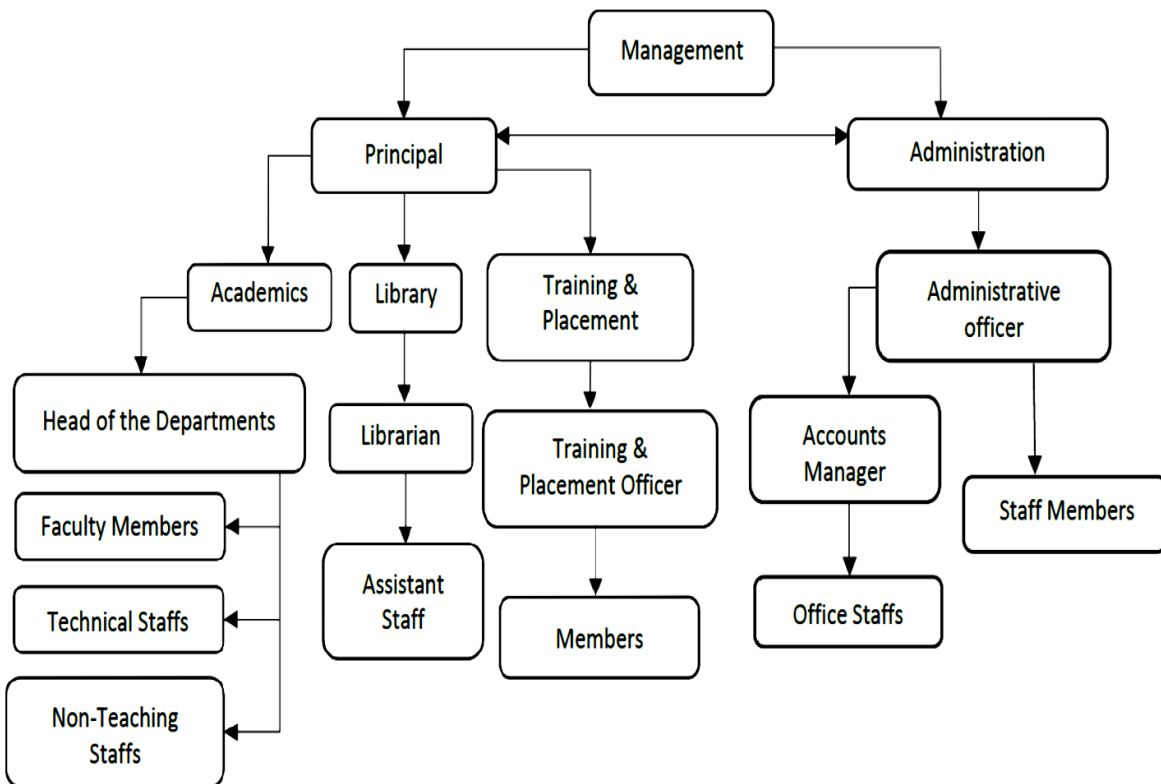 Management
Principal
Administration
Academics
Library
Training &
Placement
Administrative
officer
Head of the Departments
Librarian
Training &
Placement Officer
Accounts
Manager
Faculty Members
Staff Members
Assistant
Staff
Technical Staffs
Members
Office Staffs
Non-Teaching
Staffs